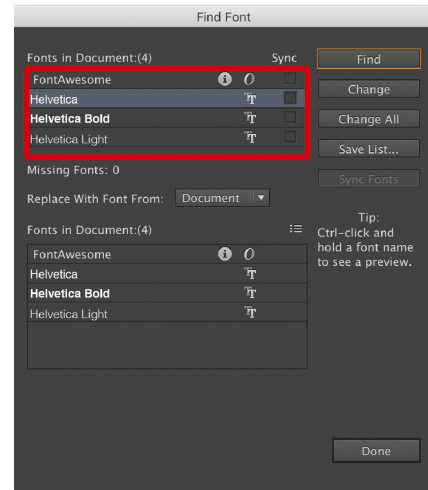 Find Font
Fonts in Document:(4)
Sync
Find
FontAwesome
Change
Helvetica
Helvetica Bold
Change All
Helvetica Light
Save List...
Missing Fonts: 0
Sync Fonts
Replace With Font From:
Document
Tip:
Ctrl-click and
hold a font name
to see a preview.
Fonts in Document:(4)
FontAwesome
Helvetica
Helvetica Bold
Helvetica Light
Done